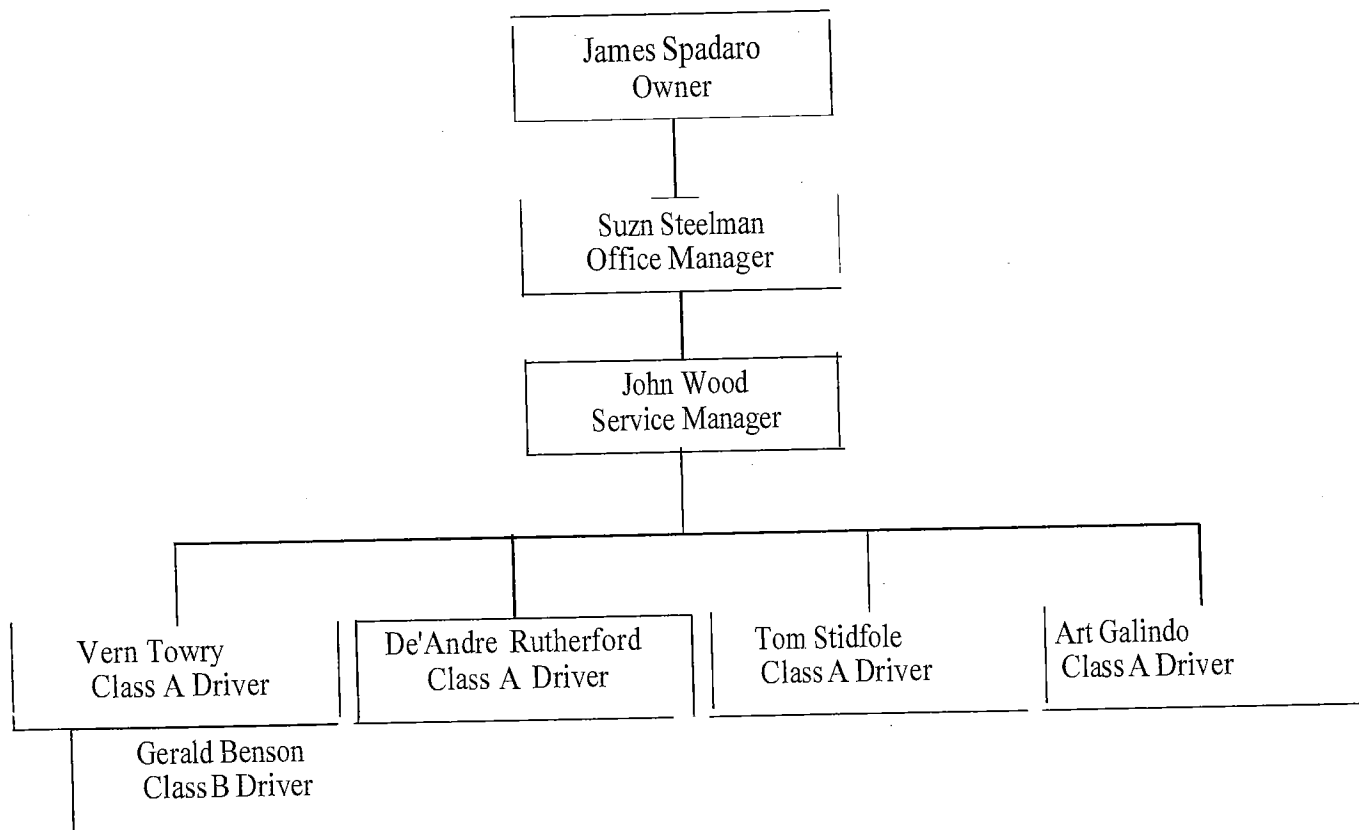 James Spadaro
Owner
Suzn Steelman
Office Manager
John Wood
Service Manager
Vern Towry
Class A Driver
De'Andre Rutherford
Class A Driver
Tom Stidfole
Class A Driver
Art Galindo
Class A Driver
Gerald Benson
Class B Driver